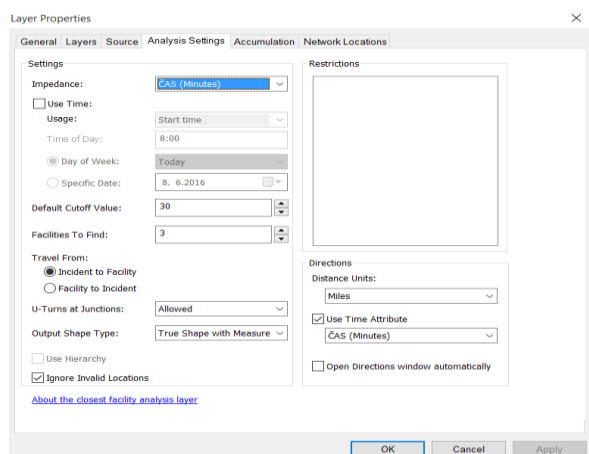 Layer Properties
General Layers Source Analysis Settings Accumulation Network Locations
Settings
Impedance: ČAS (Minutes)
Use Time:
Usage: Start time
Time of Day: 8:00
Day of Week: Today
Specific Date: 8. 6.2016
Default Cutoff Value: 30
Facilities To Find: 3
Travel From:
Incident to Facility
Facility to Incident
U-Turns at Junctions: Allowed
Output Shape Type: True Shape with Measure
Use Hierarchy
Ignore Invalid Locations
About the closest facility analysis layer
Restrictions
Directions
Distance Units:
Miles
Use Time Attribute
ČAS (Minutes)
Open Directions window automatically
OK Cancel Apply